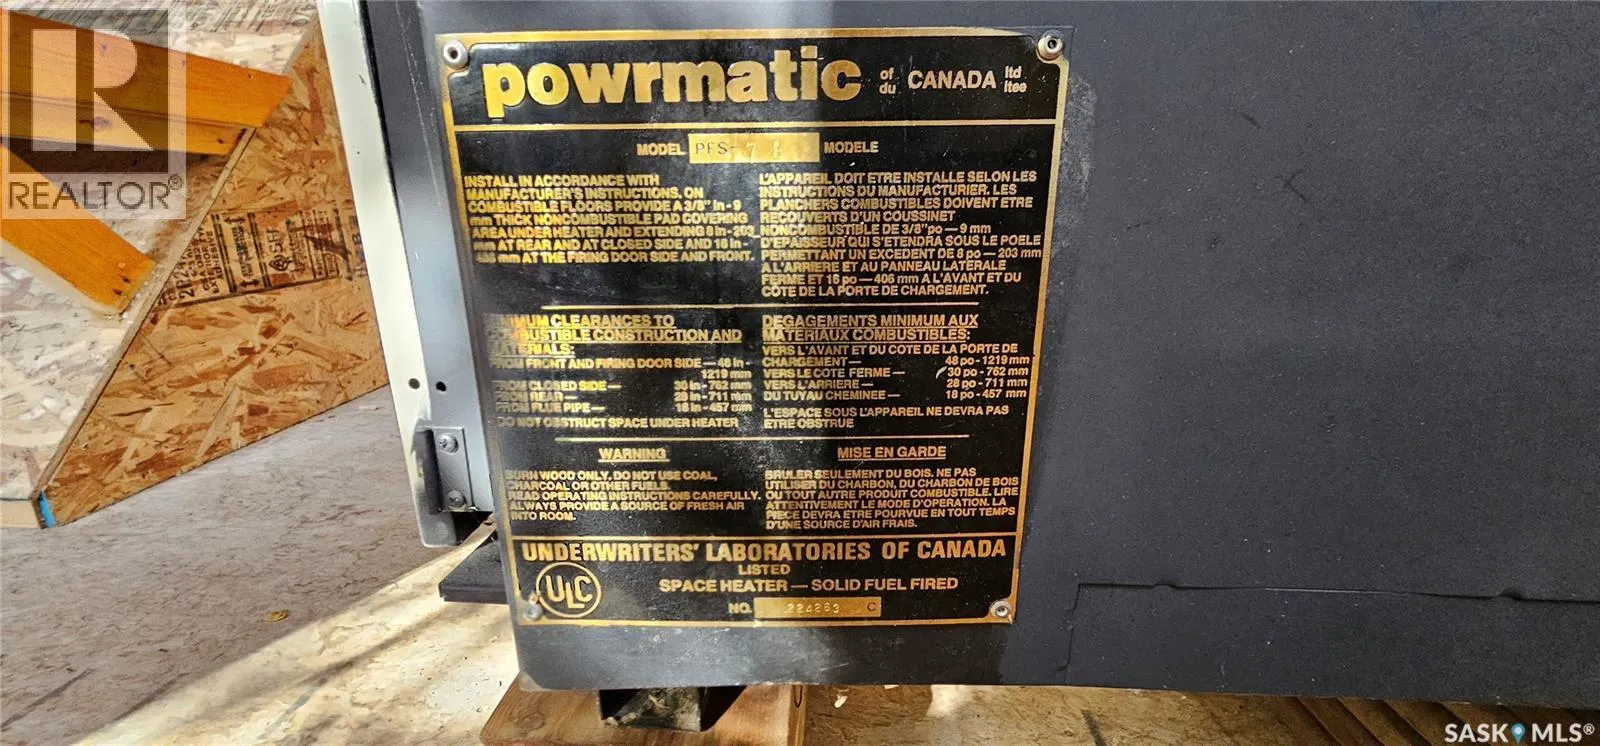 REALTOR®
powrmatic of du CANADA ltd ltee
MODEL PFS-7 MODELE
INSTALL IN ACCORDANCE WITH
MANUFACTURER'S INSTRUCTIONS. ON
COMBUSTIBLE FLOORS PROVIDE A 3/8" in - 9
mm THICK NONCOMBUSTIBLE PAD COVERING
AREA UNDER HEATER AND EXTENDING 8 in - 203
mm AT REAR AND AT CLOSED SIDE AND 16 in -
mm AT THE FIRING DOOR SIDE AND FRONT.
L'APPAREIL DOIT ETRE INSTALLE SELON LES
INSTRUCTIONS DU MANUFACTURIER. LES
PLANCHERS COMBUSTIBLES DOIVENT ETRE
RECOUVERTS D'UN COUSSINET
NONCOMBUSTIBLE DE 3/8" po — 9 mm
D'EPAISSEUR QUI S'ETENDRA SOUS LE POELE
PERMETTANT UN EXCEDENT DE 8 po - 203 mm
A L'ARRIERE ET AU PANNEAU LATERALE
FERME ET 16 po — 406 mm A L'AVANT ET DU
COTE DE LA PORTE DE CHARGEMENT.
MINIMUM CLEARANCES TO
COMBUSTIBLE CONSTRUCTION AND
MATERIALS:
FROM FRONT AND FIRING DOOR SIDE — 48 in -
1219 mm
FROM CLOSED SIDE — 30 in - 762 mm
FROM REAR — 28 in - 711 mm
FROM FLUE PIPE — 18 in - 457 mm
DO NOT OBSTRUCT SPACE UNDER HEATER
DEGAGEMENTS MINIMUM AUX
MATERIAUX COMBUSTIBLES:
VERS L'AVANT ET DU COTE DE LA PORTE DE
CHARGEMENT — 48 po - 1219 mm
VERS LE COTE FERME — 30 po - 762 mm
VERS L'ARRIERE — 28 po - 711 mm
DU TUYAU CHEMINEE — 18 po - 457 mm
L'ESPACE SOUS L'APPAREIL NE DEVRA PAS
ETRE OBSTRUE
WARNING
BURN WOOD ONLY, DO NOT USE COAL,
CHARCOAL OR OTHER FUELS.
READ OPERATING INSTRUCTIONS CAREFULLY.
ALWAYS PROVIDE A SOURCE OF FRESH AIR
INTO ROOM.
MISE EN GARDE
BRULER SEULEMENT DU BOIS. NE PAS
UTILISER DU CHARBON, DU CHARBON DE BOIS
OU TOUT AUTRE PRODUIT COMBUSTIBLE. LIRE
ATTENTIVEMENT LE MODE D'OPERATION. LA
PIECE DEVRA ETRE POURVUE EN TOUT TEMPS
D'UNE SOURCE D'AIR FRAIS.
UNDERWRITERS' LABORATORIES OF CANADA
LISTED
ULC
SPACE HEATER — SOLID FUEL FIRED
NO. 224263 C
SASK MLS®